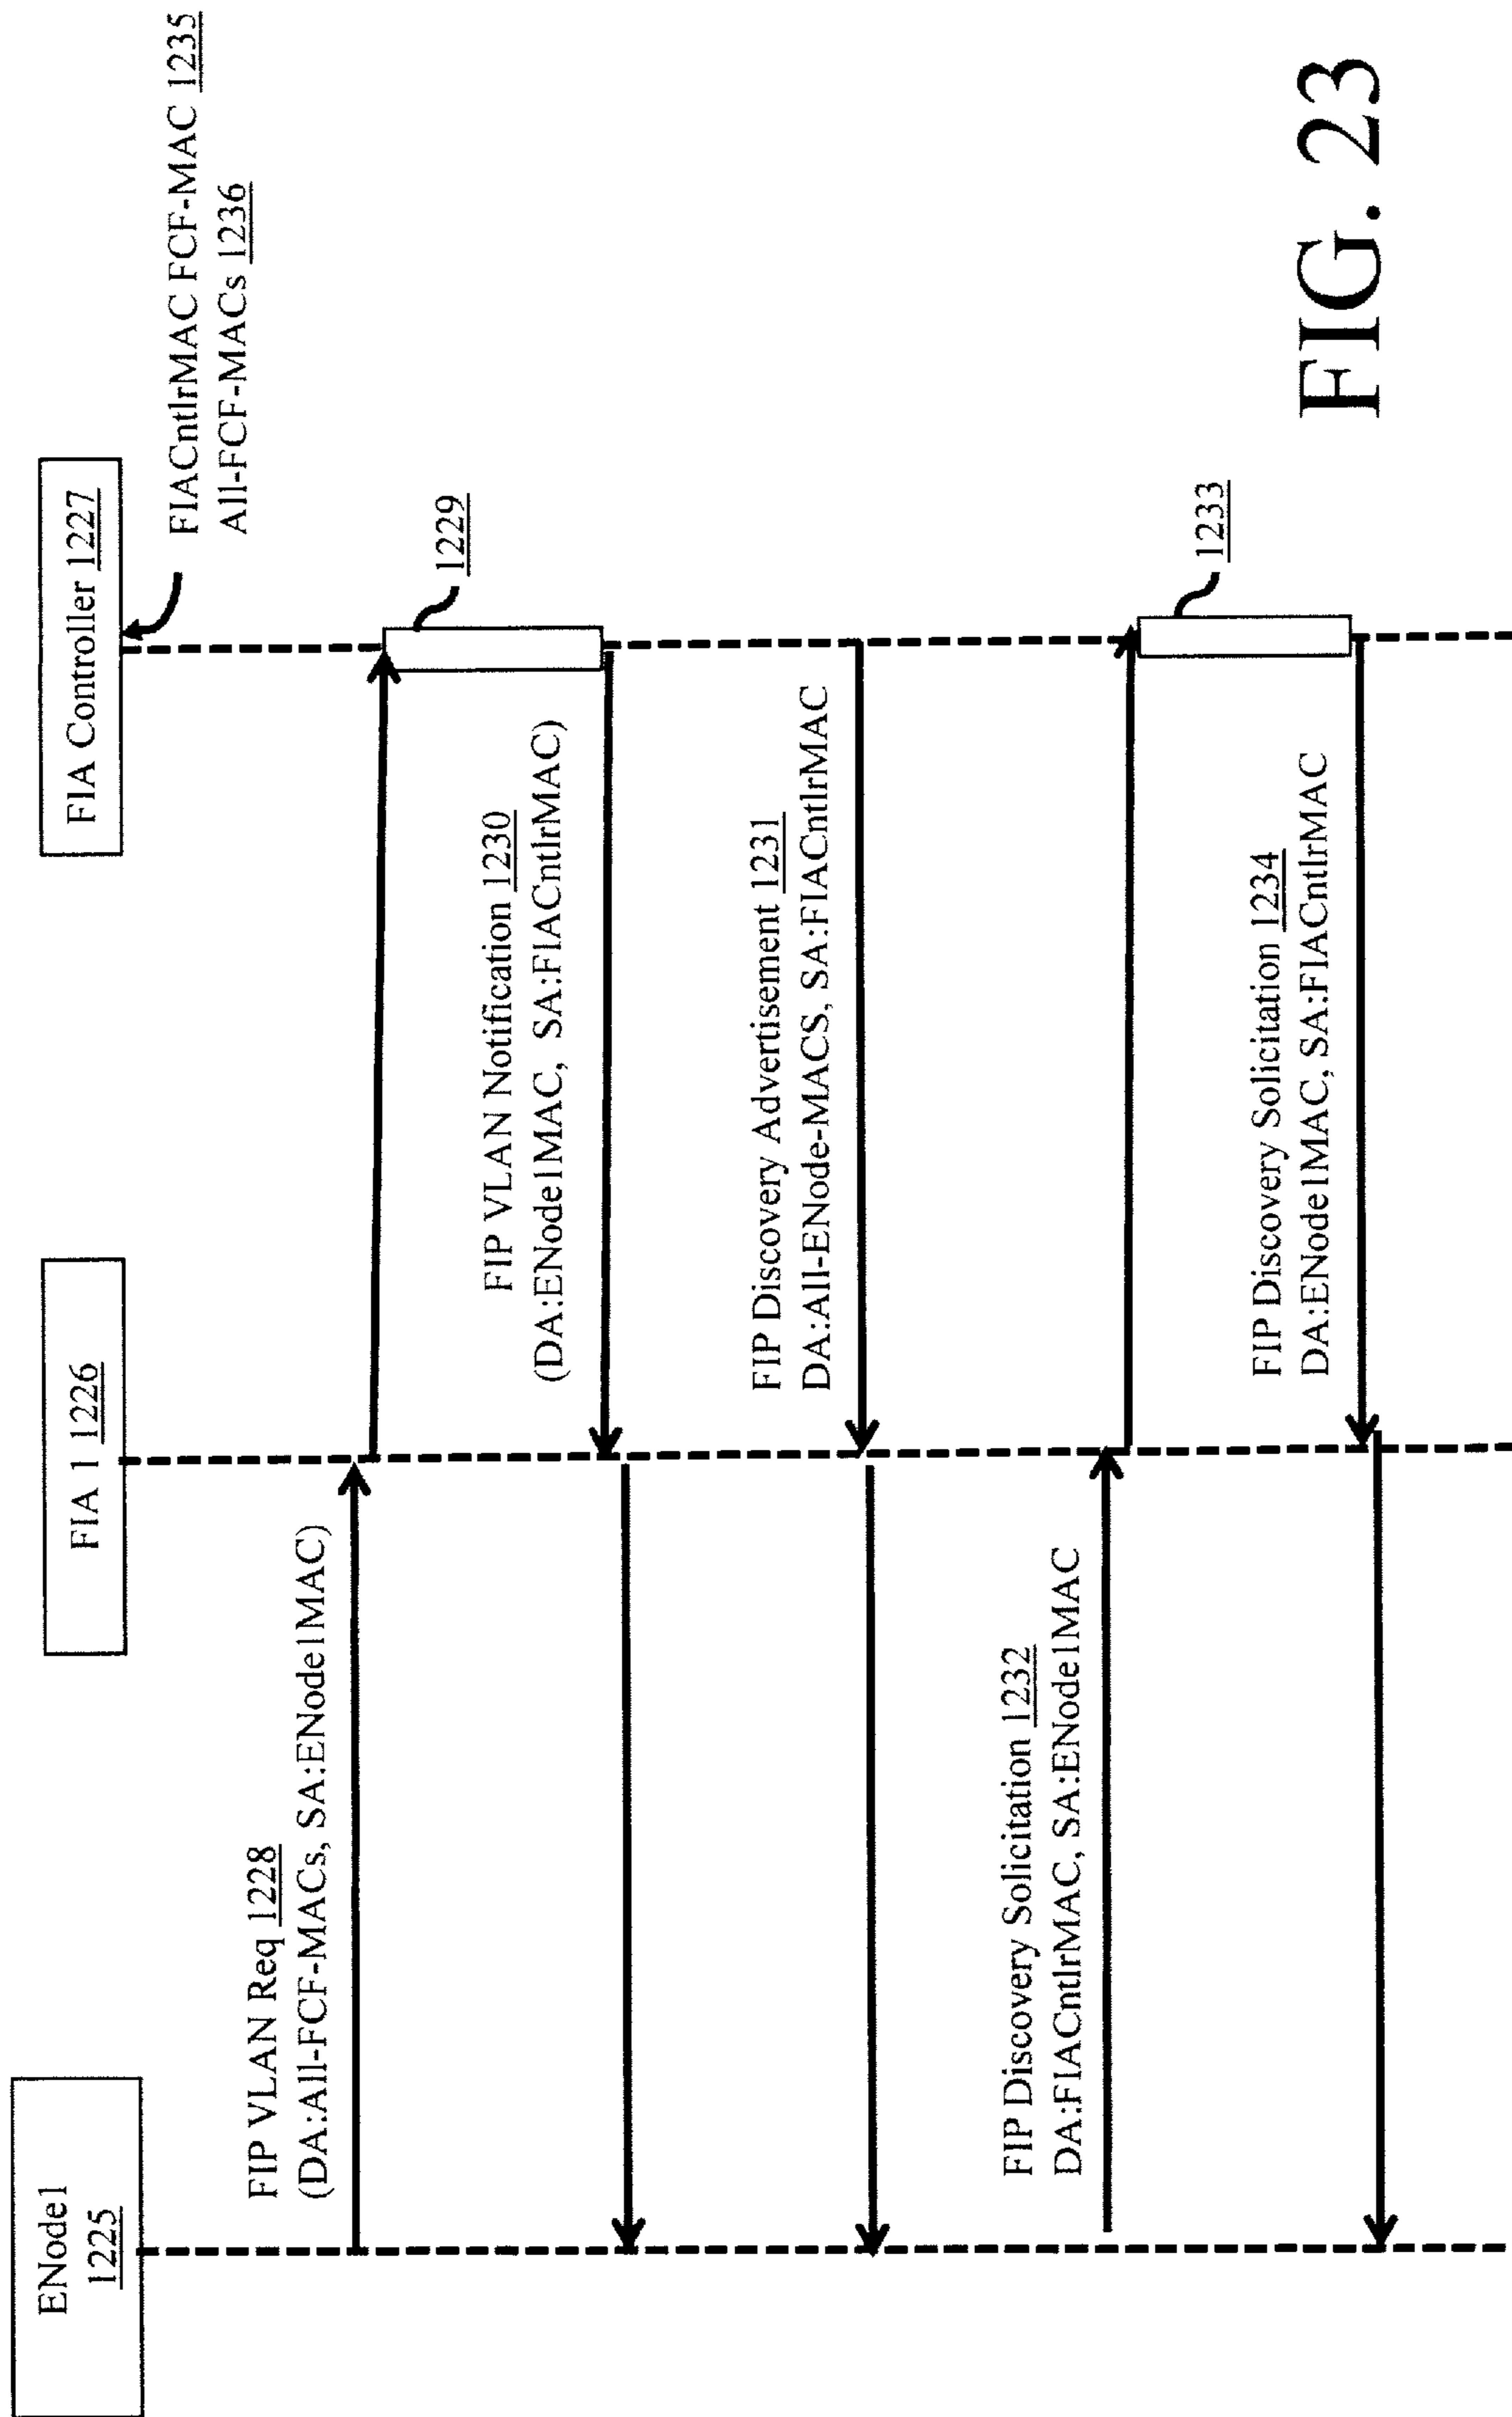 ENode1
1225
FIA 1 1226
FIA Controller 1227
FIACntlrMAC FCF-MAC 1235
All-FCF-MACs 1236
FIP VLAN Req 1228
(DA:All-FCF-MACs, SA:ENode1MAC)
1229
FIP VLAN Notification 1230
(DA:ENode1MAC, SA:FIACntlrMAC)
FIP Discovery Advertisement 1231
DA:All-ENode-MACS, SA:FIACntlrMAC
FIP Discovery Solicitation 1232
DA:FIACntlrMAC, SA:ENode1MAC
1233
FIP Discovery Solicitation 1234
DA:ENode1MAC, SA:FIACntlrMAC
FIG. 23